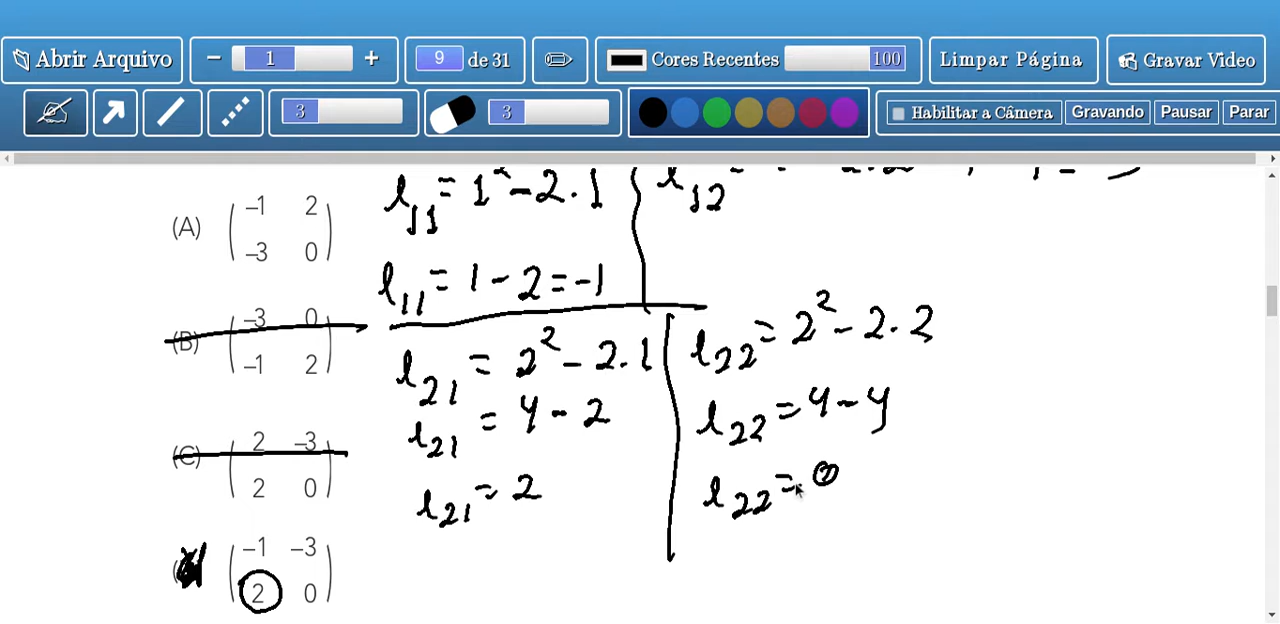 Abrir Arquivo − 1 + 9 de 31 Cores Recentes 100 Limpar Página Gravar Video
3 3 Habilitar a Câmera Gravando Pausar Parar
l11 = 1² − 2 . 1
l12
(A) −1 2
−3 0
l11 = 1 − 2 = −1
(B) −3 0
−1 2
l21 = 2² − 2 . 1
l22 = 2² − 2 . 2
l21 = 4 − 2
l22 = 4 − 4
(C) 2 −3
2 0
l21 = 2
l22 = 0
−1 −3
2 0